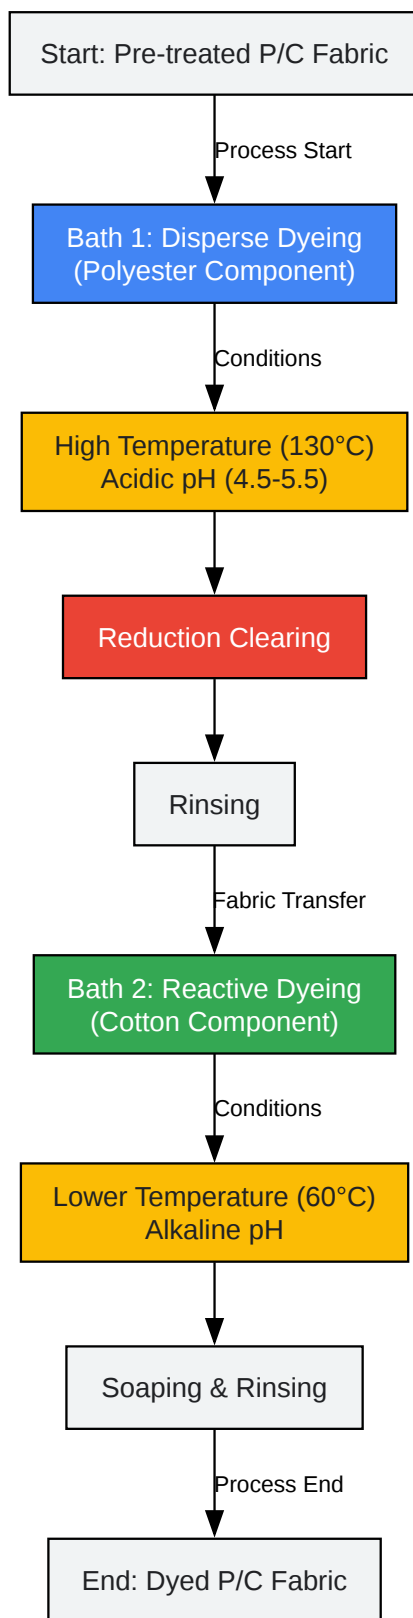 Start: Pre-treated P/C Fabric
Process Start
Bath 1: Disperse Dyeing
(Polyester Component)
Conditions
High Temperature (130°C)
Acidic pH (4.5-5.5)
Reduction Clearing
Rinsing
Fabric Transfer
Bath 2: Reactive Dyeing
(Cotton Component)
Conditions
Lower Temperature (60°C)
Alkaline pH
Soaping & Rinsing
Process End
End: Dyed P/C Fabric